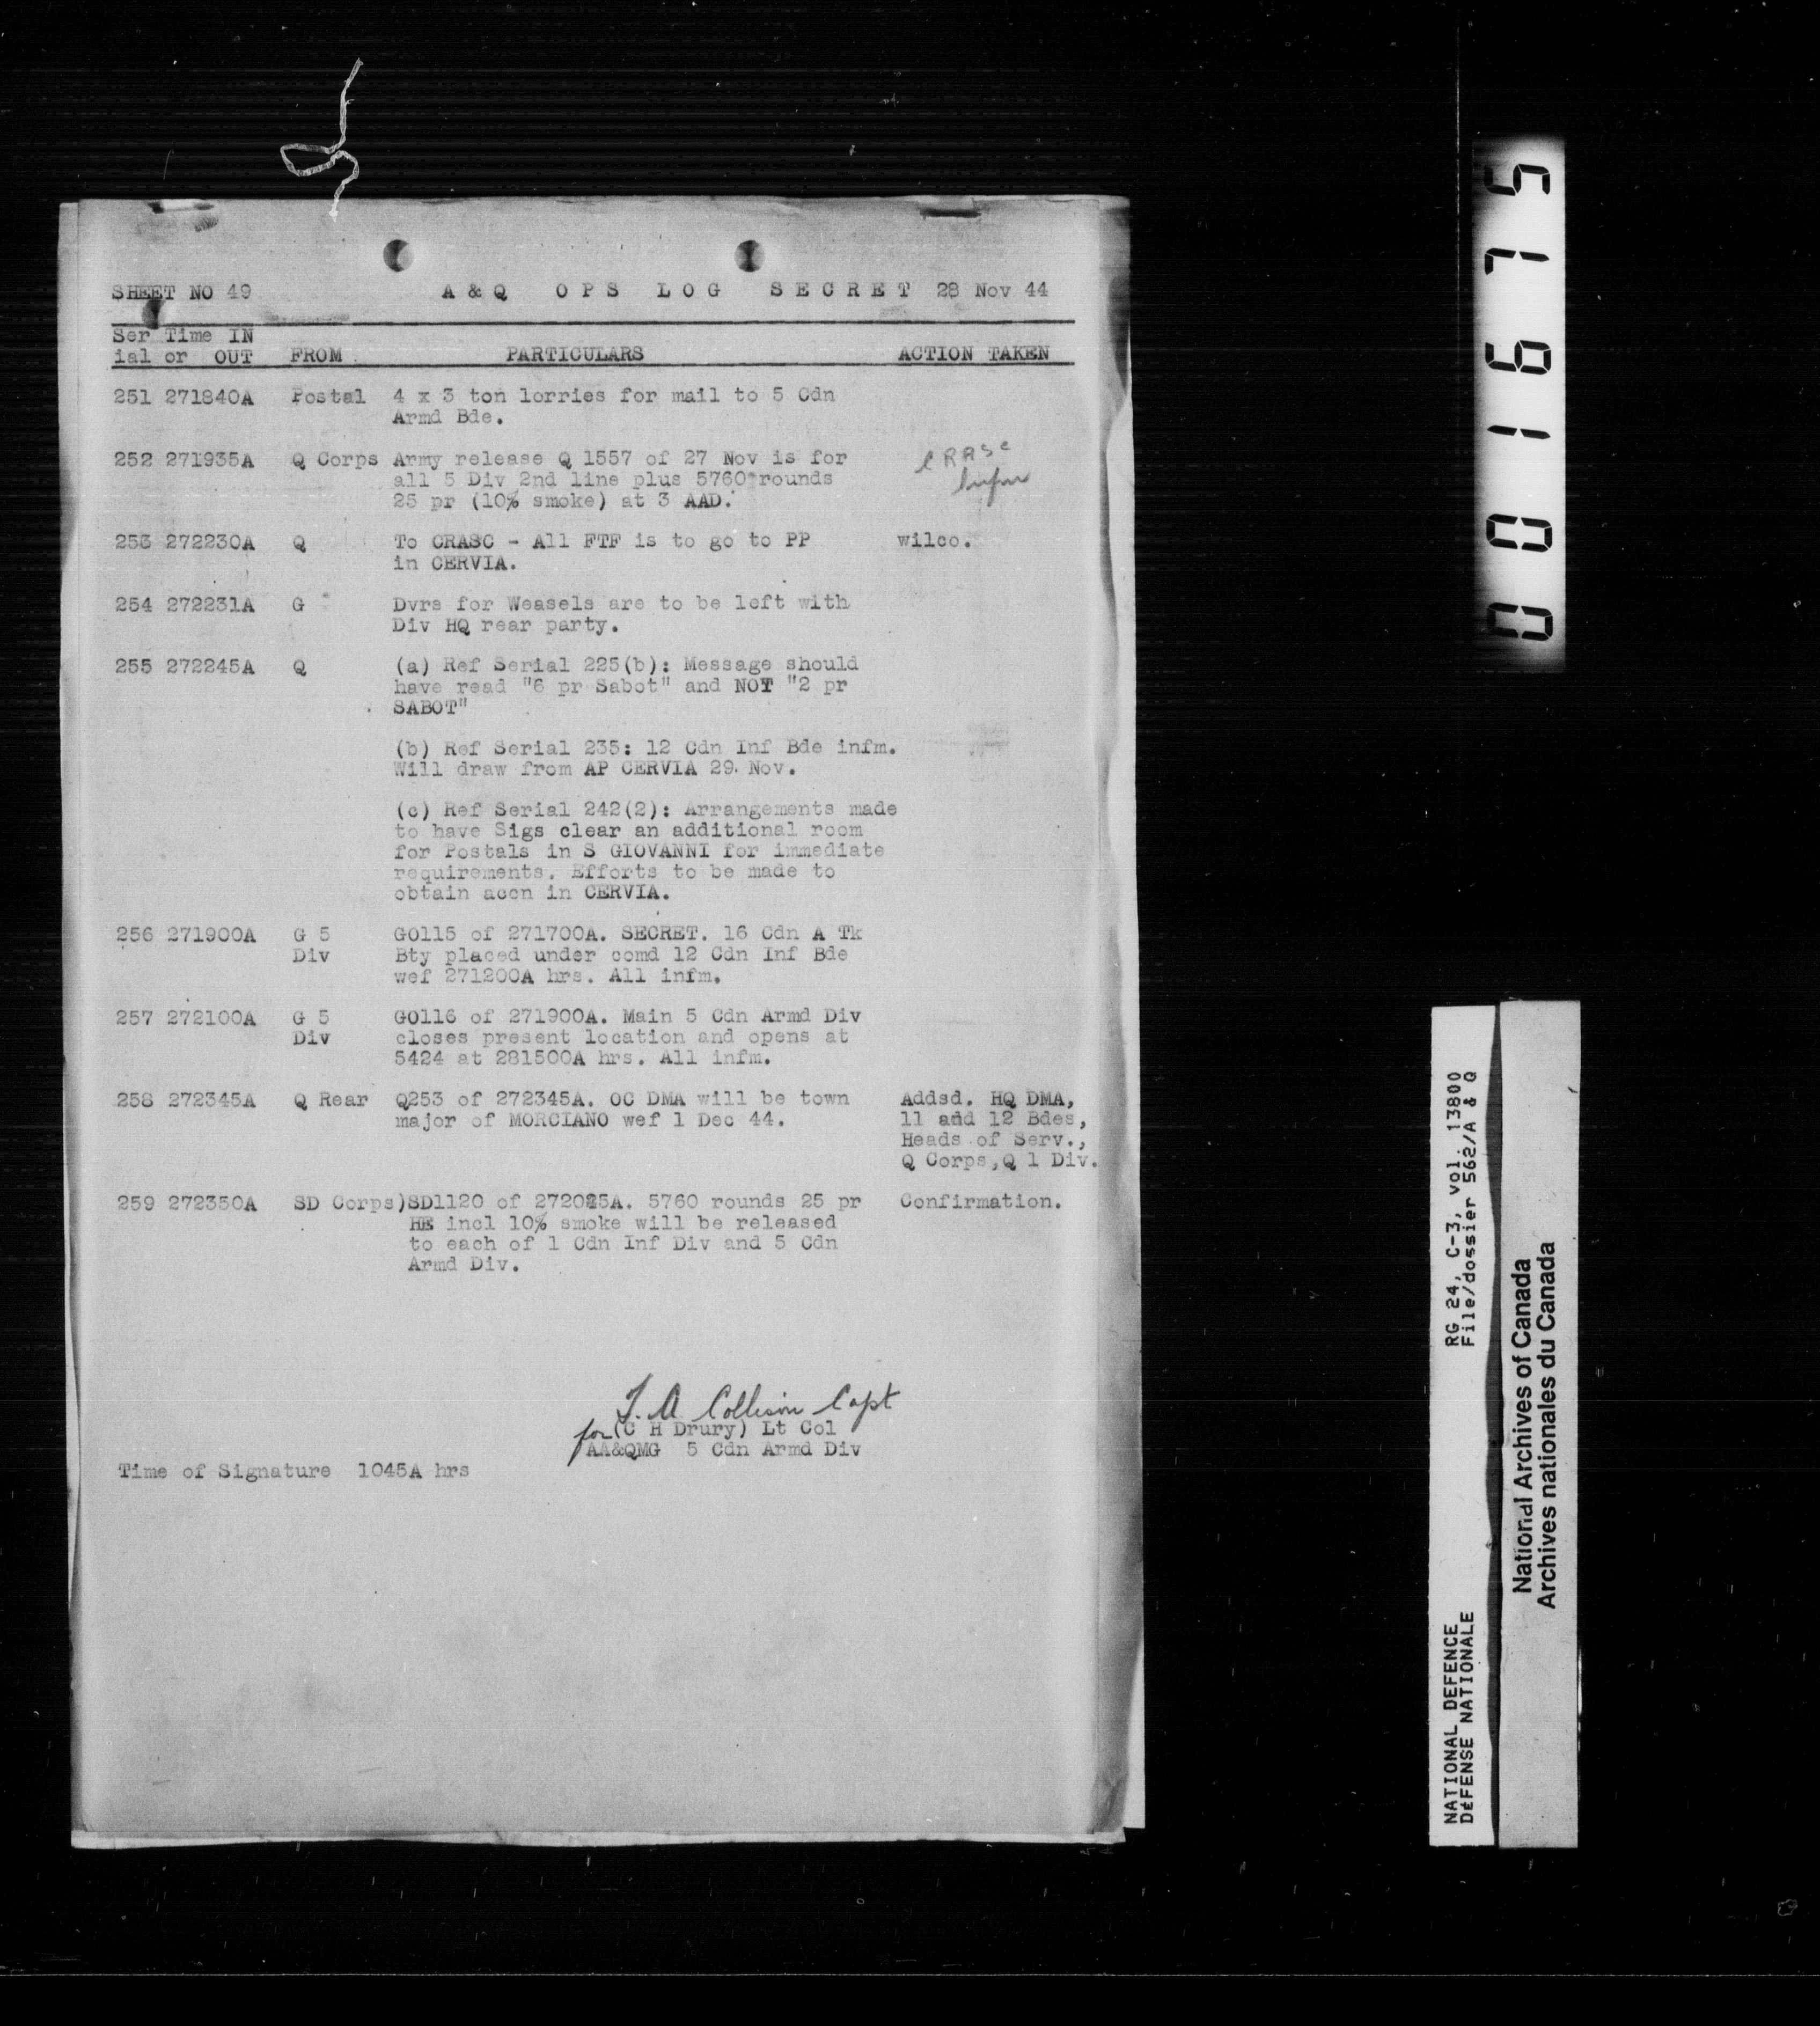 SHEET NO 49 A & Q OPS LOG SECRET 28 Nov 44
Ser Time IN
ial or OUT FROM PARTICULARS ACTION TAKEN
251 271840A Postal 4 x 3 ton lorries for mail to 5 Cdn
Armd Bde.
252 271935A Q Corps Army release Q 1557 of 27 Nov is for CRASC
all 5 Div 2nd line plus 5760 rounds infm
25 pr (10% smoke) at 3 AAD.
253 272230A Q To CRASC - All FTF is to go to PP wilco.
in CERVIA.
254 272231A G Dvrs for Weasels are to be left with
Div HQ rear party.
255 272245A Q (a) Ref Serial 225(b): Message should
have read "6 pr Sabot" and NOT "2 pr
SABOT"
(b) Ref Serial 235: 12 Cdn Inf Bde infm.
Will draw from AP CERVIA 29 Nov.
(c) Ref Serial 242(2): Arrangements made
to have Sigs clear an additional room
for Postals in S GIOVANNI for immediate
requirements. Efforts to be made to
obtain accn in CERVIA.
256 271900A G 5 GO115 of 271700A. SECRET. 16 Cdn A Tk
Div Bty placed under comd 12 Cdn Inf Bde
wef 271200A hrs. All infm.
257 272100A G 5 GO116 of 271900A. Main 5 Cdn Armd Div
Div closes present location and opens at
5424 at 281500A hrs. All infm.
258 272345A Q Rear Q253 of 272345A. OC DMA will be town Addsd. HQ DMA,
major of MORCIANO wef 1 Dec 44. 11 and 12 Bdes,
Heads of Serv.,
Q Corps,Q 1 Div.
259 272350A SD Corps)SD1120 of A. 5760 rounds 25 pr Confirmation.
HE incl 10% smoke will be released
to each of 1 Cdn Inf Div and 5 Cdn
Armd Div.
T. A Collison Capt
for (C H Drury) Lt Col
AA&QMG 5 Cdn Armd Div
Time of Signature 1045A hrs
001675
RG 24, C-3, vol. 13800
File/dossier 562/A & Q
NATIONAL DEFENCE
DÉFENSE NATIONALE
National Archives of Canada
Archives nationales du Canada